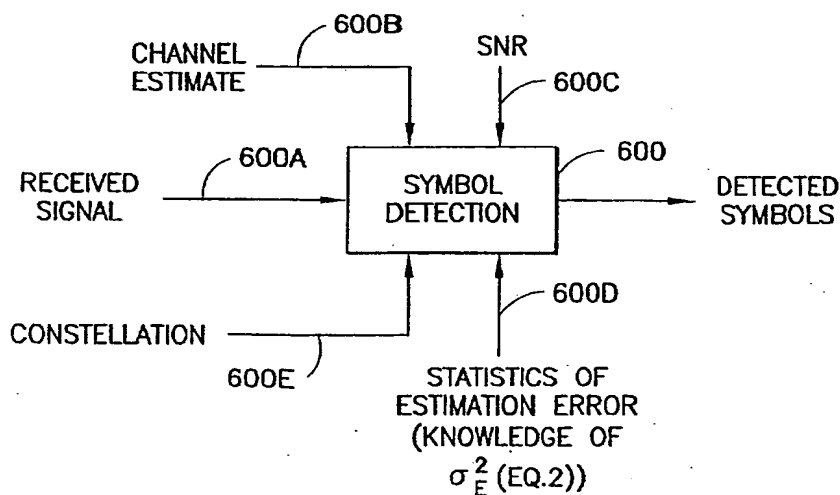 600B
CHANNEL
ESTIMATE
SNR
600C
600A
600
RECEIVED
SIGNAL
SYMBOL
DETECTION
DETECTED
SYMBOLS
600D
CONSTELLATION
600E
STATISTICS OF
ESTIMATION ERROR
(KNOWLEDGE OF
σ²_E (EQ.2))